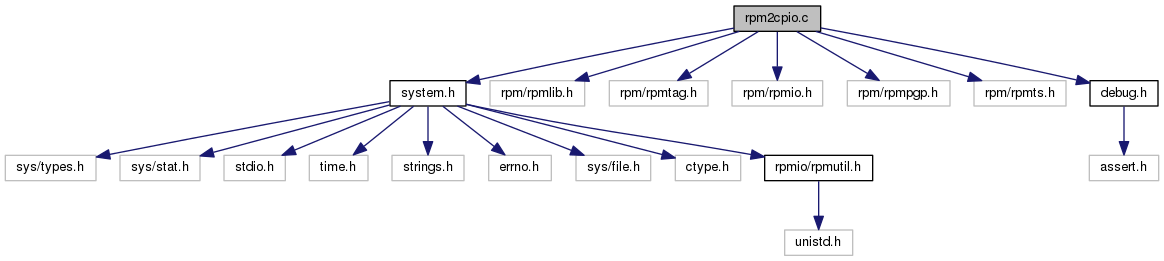 rpm2cpio.c
system.h
rpm/rpmlib.h
rpm/rpmtag.h
rpm/rpmio.h
rpm/rpmpgp.h
rpm/rpmts.h
debug.h
sys/types.h
sys/stat.h
stdio.h
time.h
strings.h
errno.h
sys/file.h
ctype.h
rpmio/rpmutil.h
assert.h
unistd.h